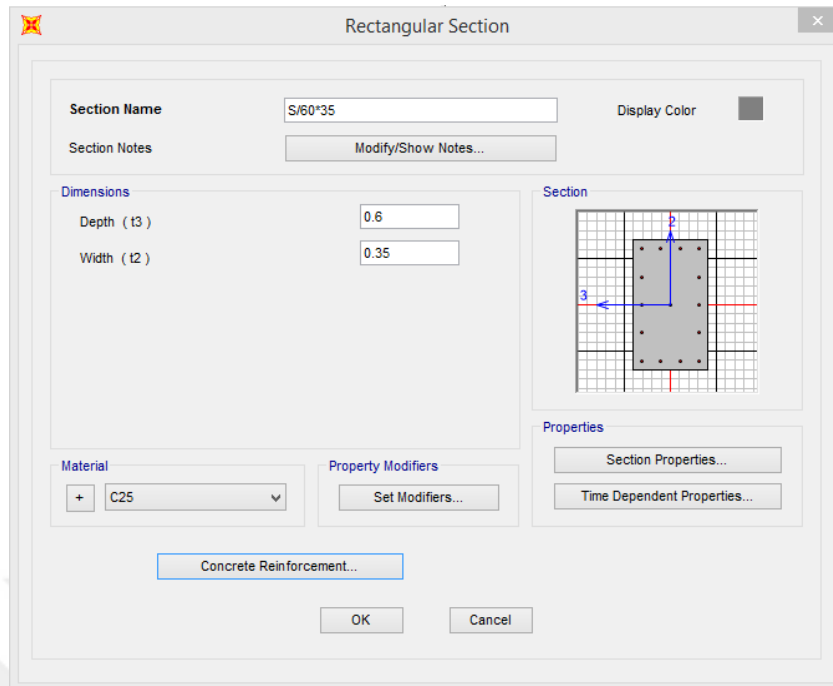 Rectangular Section
×
Section Name S/60*35 Display Color
Section Notes Modify/Show Notes...
Dimensions
Depth ( t3 ) 0.6
Width ( t2 ) 0.35
Section
2
3
Properties
Section Properties...
Time Dependent Properties...
Material
+ C25
Property Modifiers
Set Modifiers...
Concrete Reinforcement...
OK Cancel